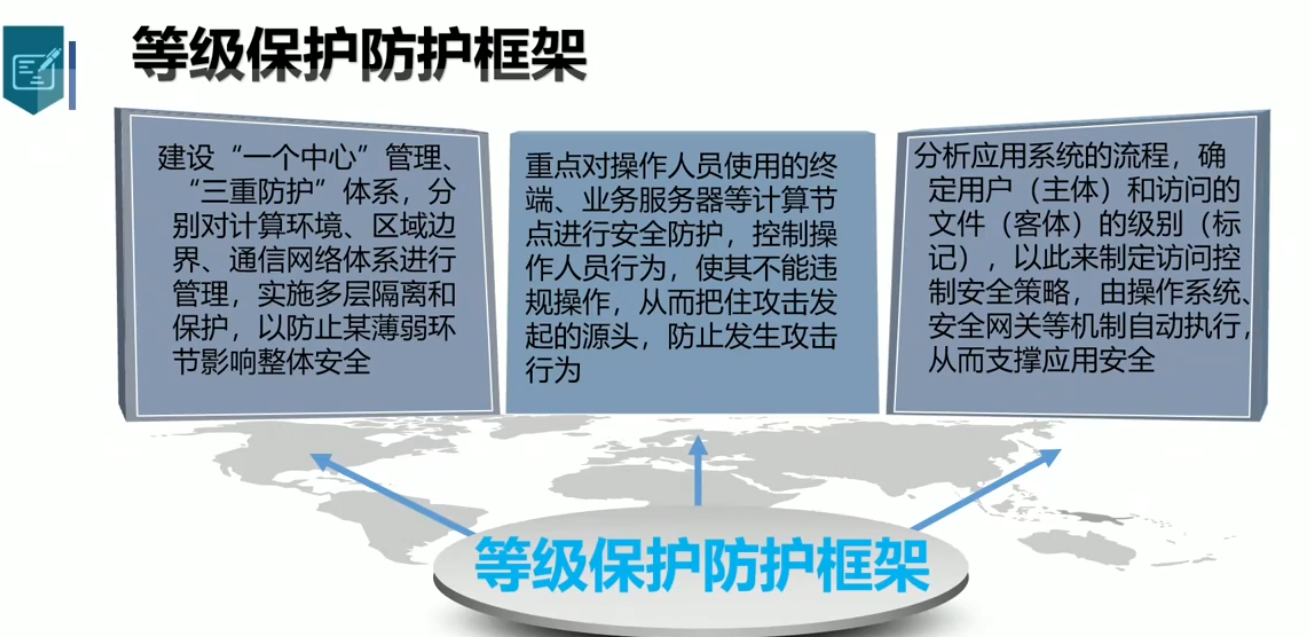 等级保护防护框架
建设“一个中心”管理、
“三重防护”体系，分
别对计算环境、区域边
界、通信网络体系进行
管理，实施多层隔离和
保护，以防止某薄弱环
节影响整体安全
重点对操作人员使用的终
端、业务服务器等计算节
点进行安全防护，控制操
作人员行为，使其不能违
规操作，从而把住攻击发
起的源头，防止发生攻击
行为
分析应用系统的流程，确
定用户（主体）和访问的
文件（客体）的级别（标
记），以此来制定访问控
制安全策略，由操作系统、
安全网关等机制自动执行，
从而支撑应用安全
等级保护防护框架